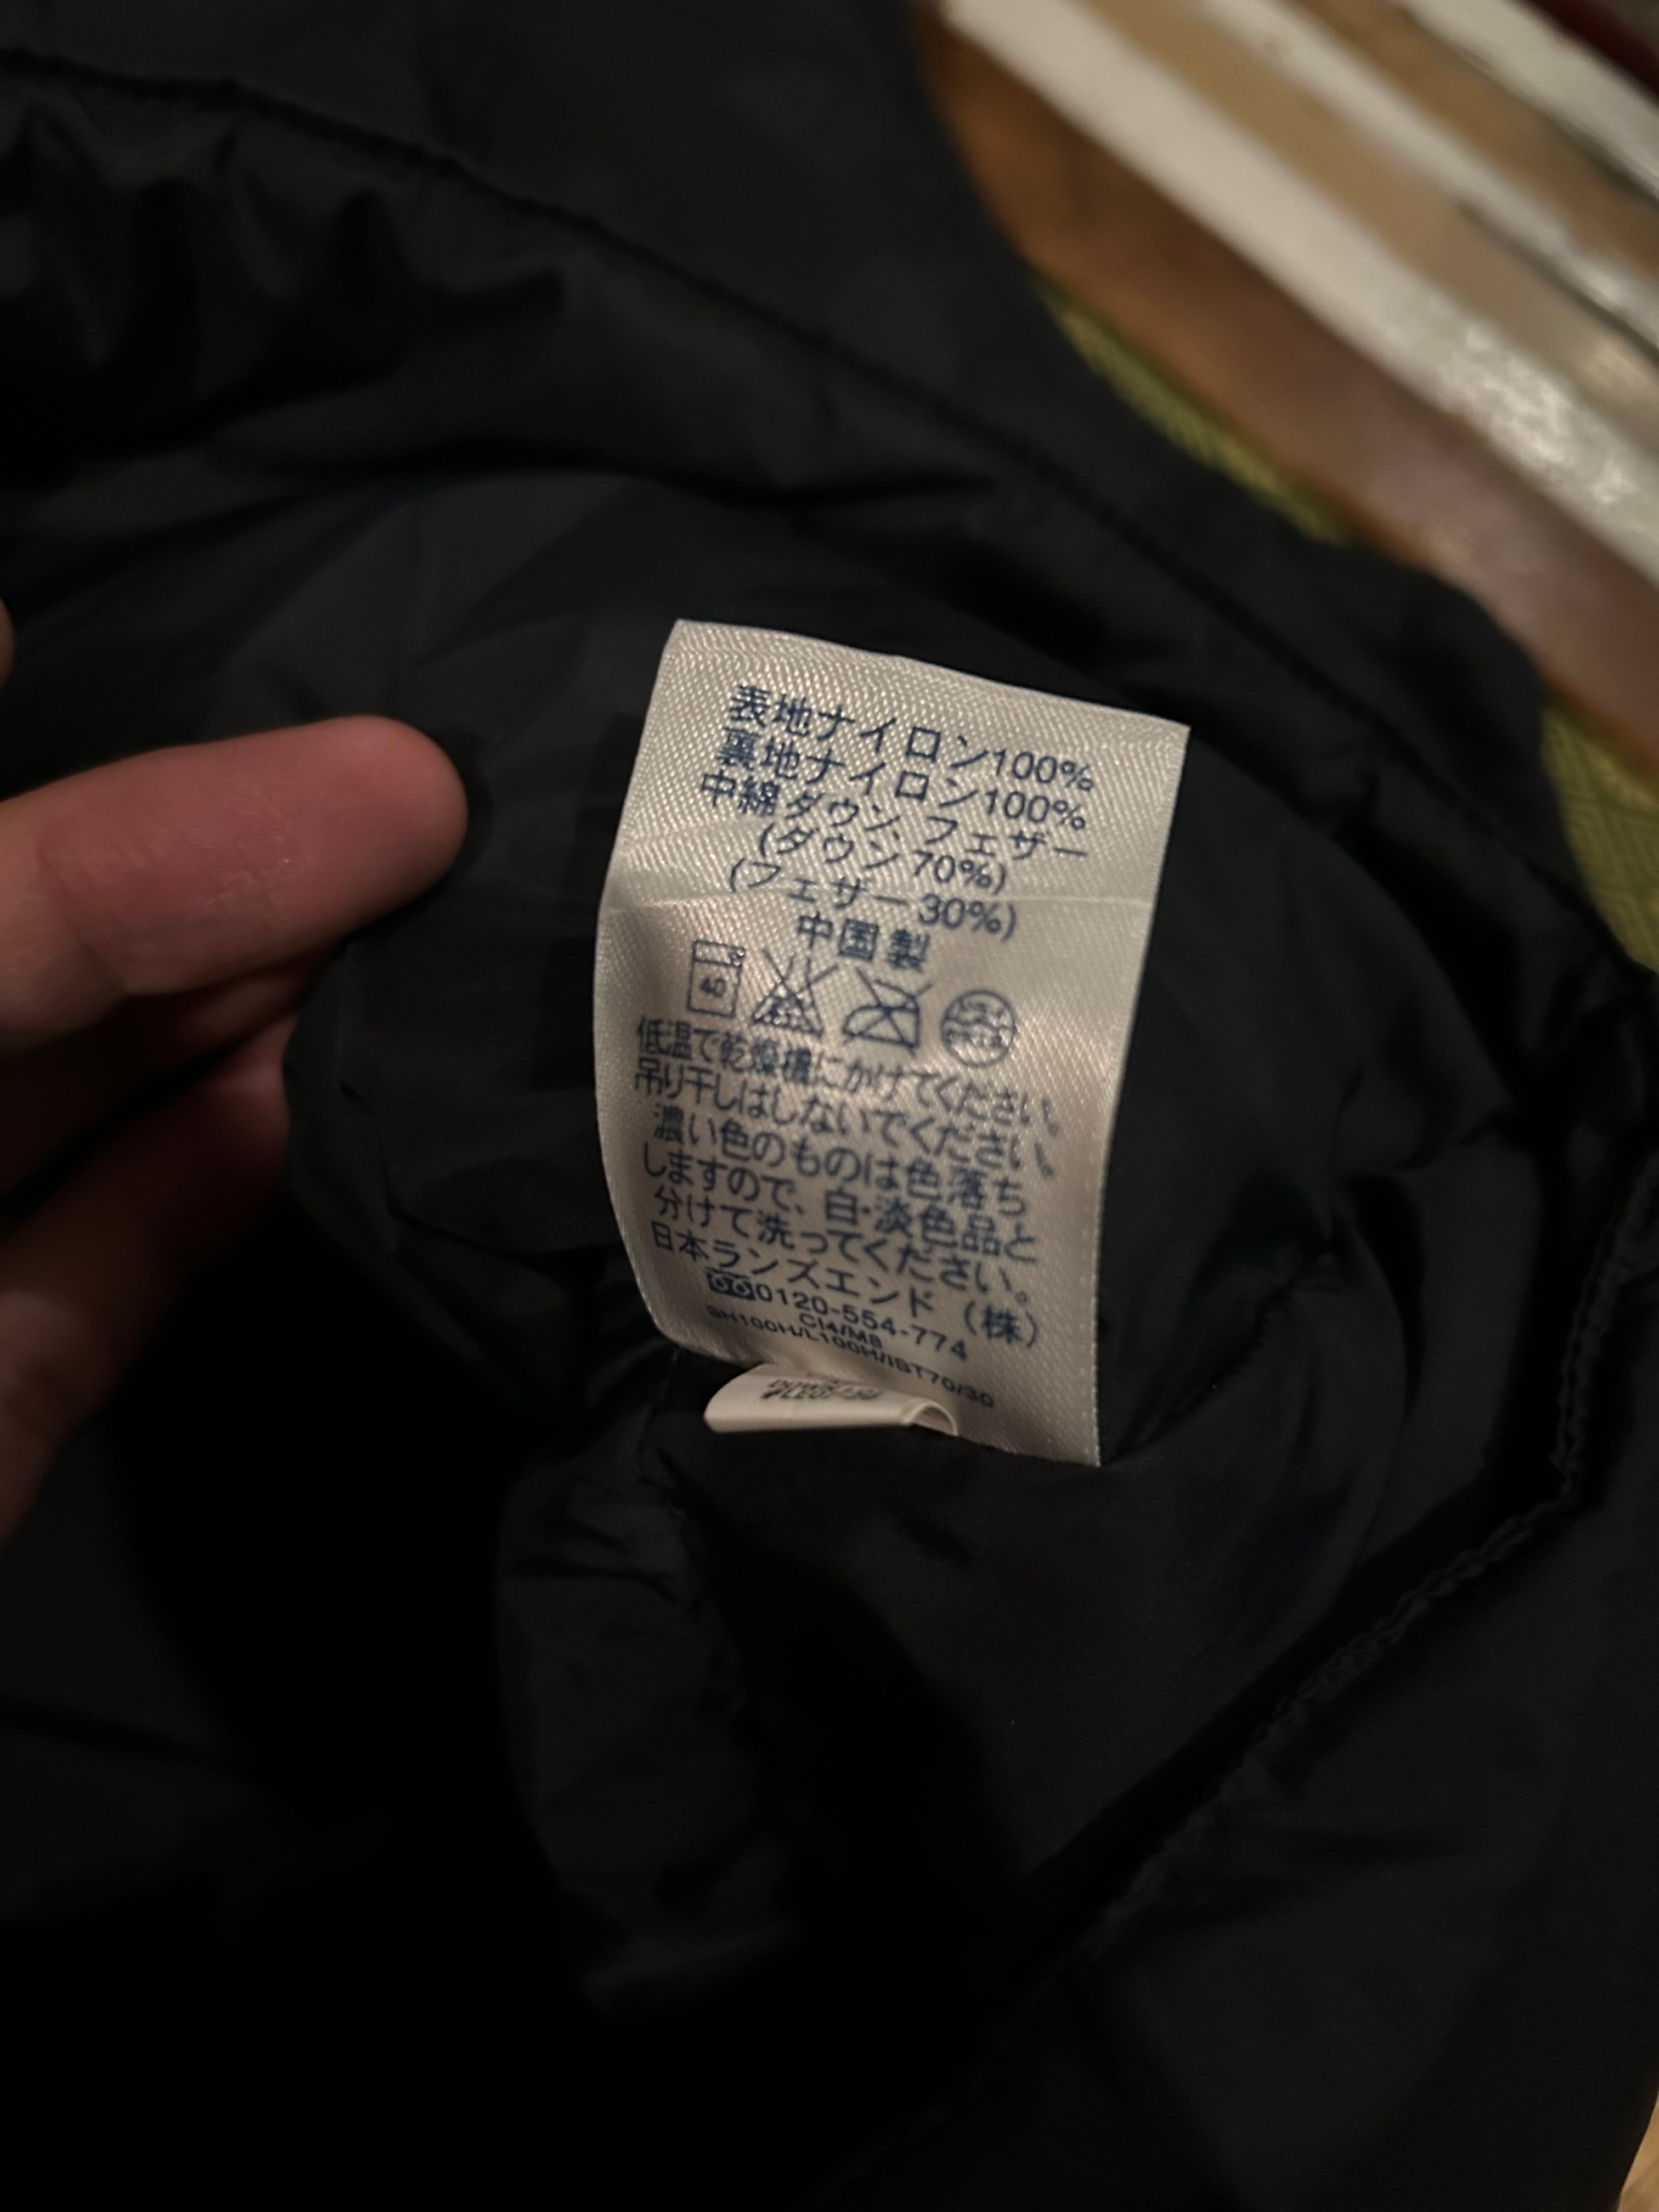 表地ナイロン100%
裏地ナイロン100%
中綿ダウン、フェザー
(ダウン70%)
(フェザー30%)
中国製
40
低温で乾燥機にかけてください。
吊り干しはしないでください。
濃い色のものは色落ち
しますので、白・淡色品と
分けて洗ってください。
日本ランズエンド(株)
0120-554-774
C14/M8
SH100H/L100H/IBT70/30